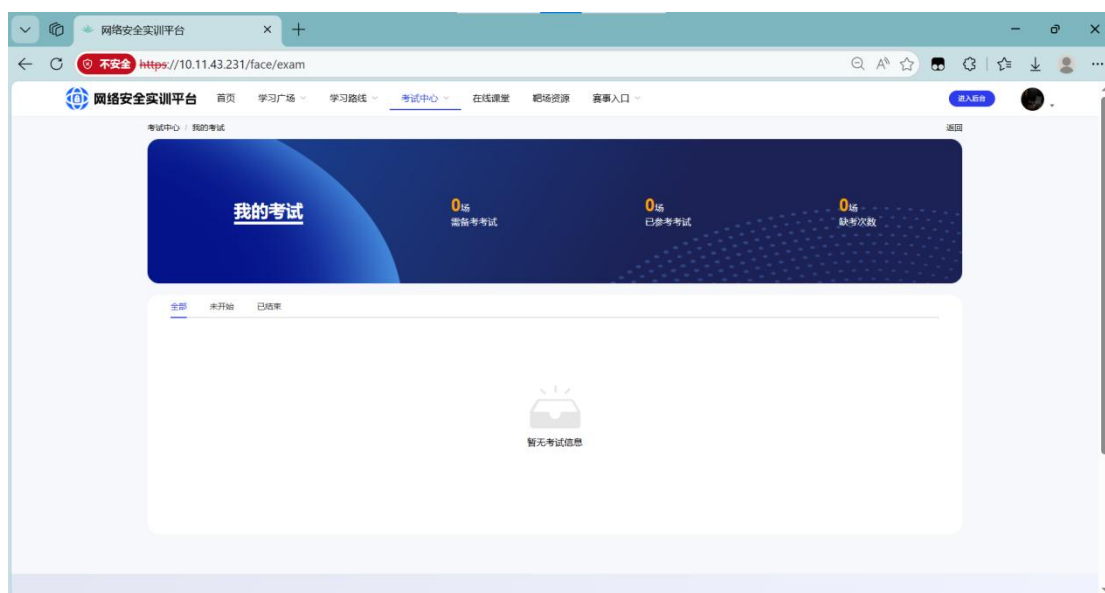 网络安全实训平台
不安全 https://10.11.43.231/face/exam
网络安全实训平台 首页 学习广场 学习路线 考试中心 在线课堂 靶场资源 赛事入口 进入后台
考试中心 / 我的考试 返回
我的考试
0场 0场 0场
需备考考试 已参考考试 缺考次数
全部 未开始 已结束
暂无考试信息